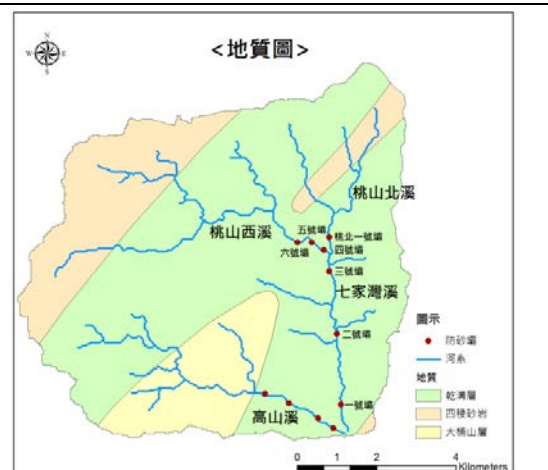 <地質圖>
N
W
E
S
桃山北溪
桃山西溪
五號壩
桃北一號壩
四號壩
六號壩
三號壩
七家灣溪
二號壩
一號壩
高山溪
圖示
防砂壩
河系
地質
乾溝層
四稜砂岩
大桶山層
0 1 2 4
Kilometers